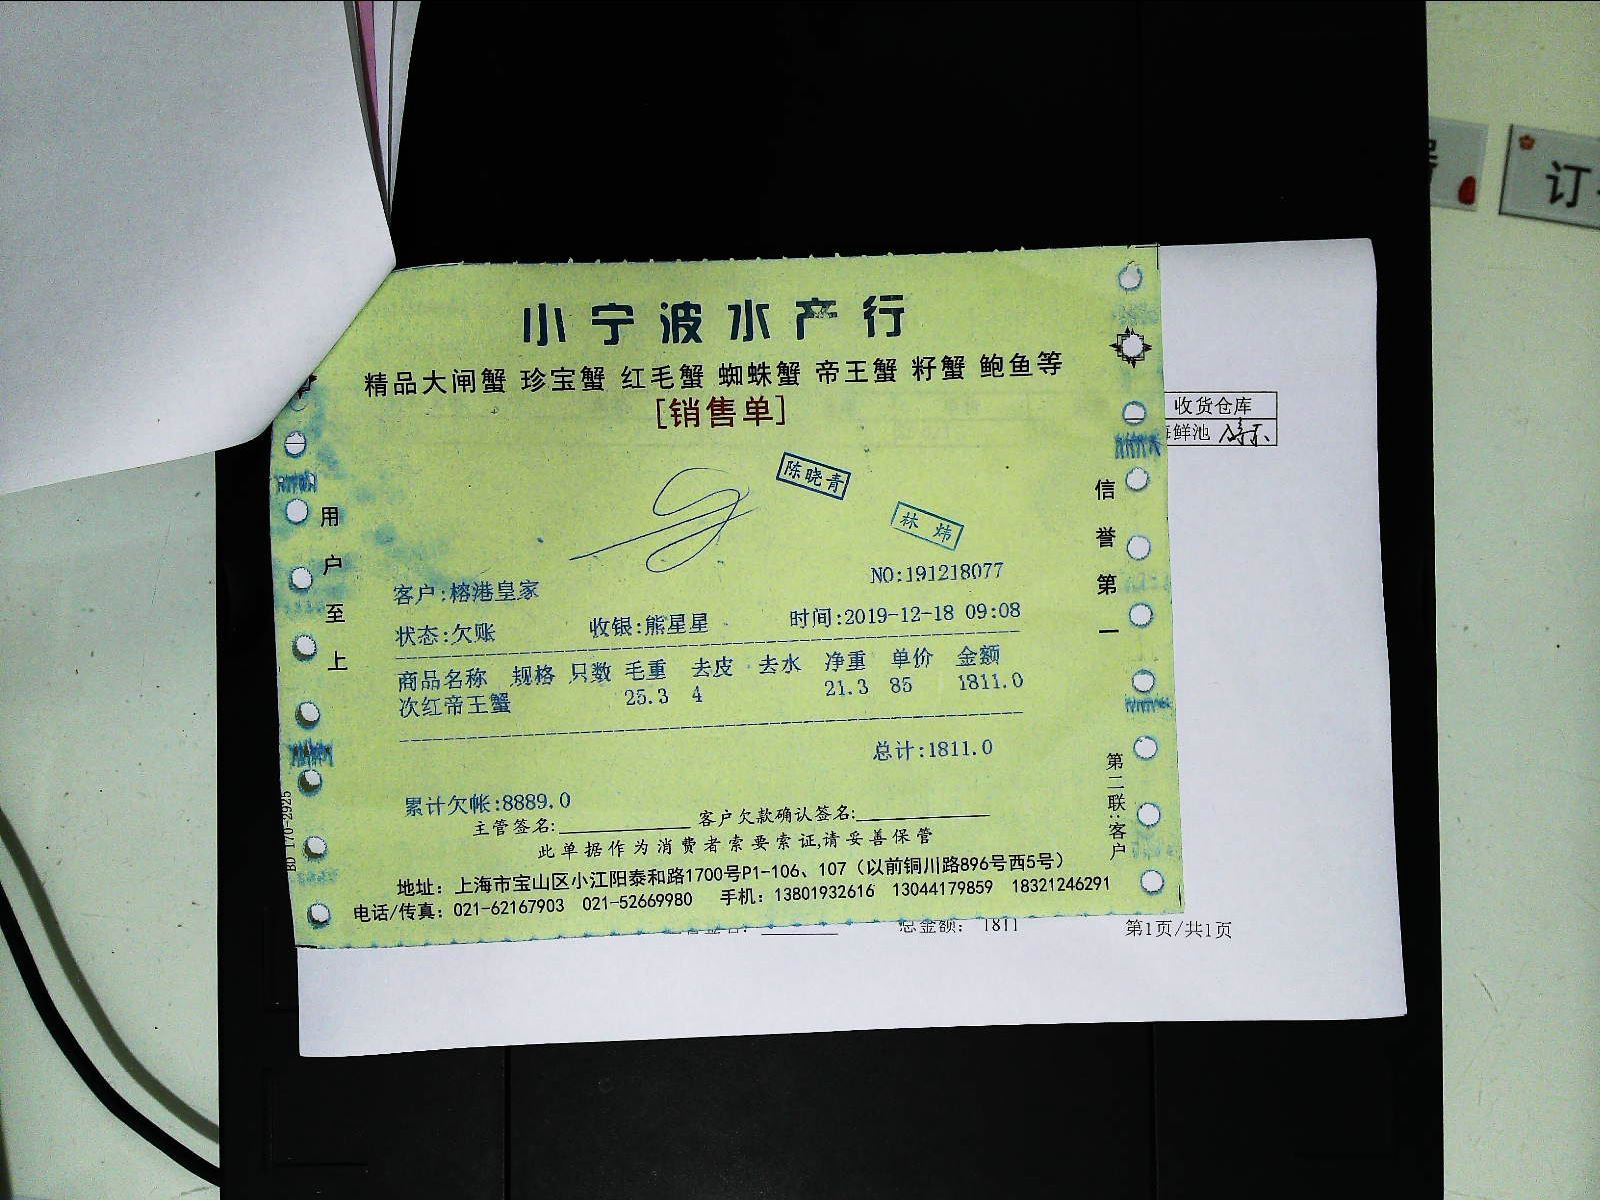 订
小宁波水产行
精品大闸蟹 珍宝蟹 红毛蟹 蜘蛛蟹 帝王蟹 籽蟹 鲍鱼等
[销售单]
收货仓库
海鲜池
陈晓青
林炜
用户至上
信誉第一
客户:榕港皇家
NO:191218077
状态:欠账 收银:熊星星 时间:2019-12-18 09:08
商品名称 规格 只数 毛重 去皮 去水 净重 单价 金额
次红帝王蟹 25.3 4 21.3 85 1811.0
总计:1811.0
第二联:客户
BD 170-2925
累计欠帐:8889.0
主管签名: 客户欠款确认签名:
此单据作为消费者索要索证,请妥善保管
地址：上海市宝山区小江阳泰和路1700号P1-106、107（以前铜川路896号西5号）
电话/传真：021-62167903 021-52669980 手机：13801932616 13044179859 18321246291
总金额： 1811
第1页/共1页